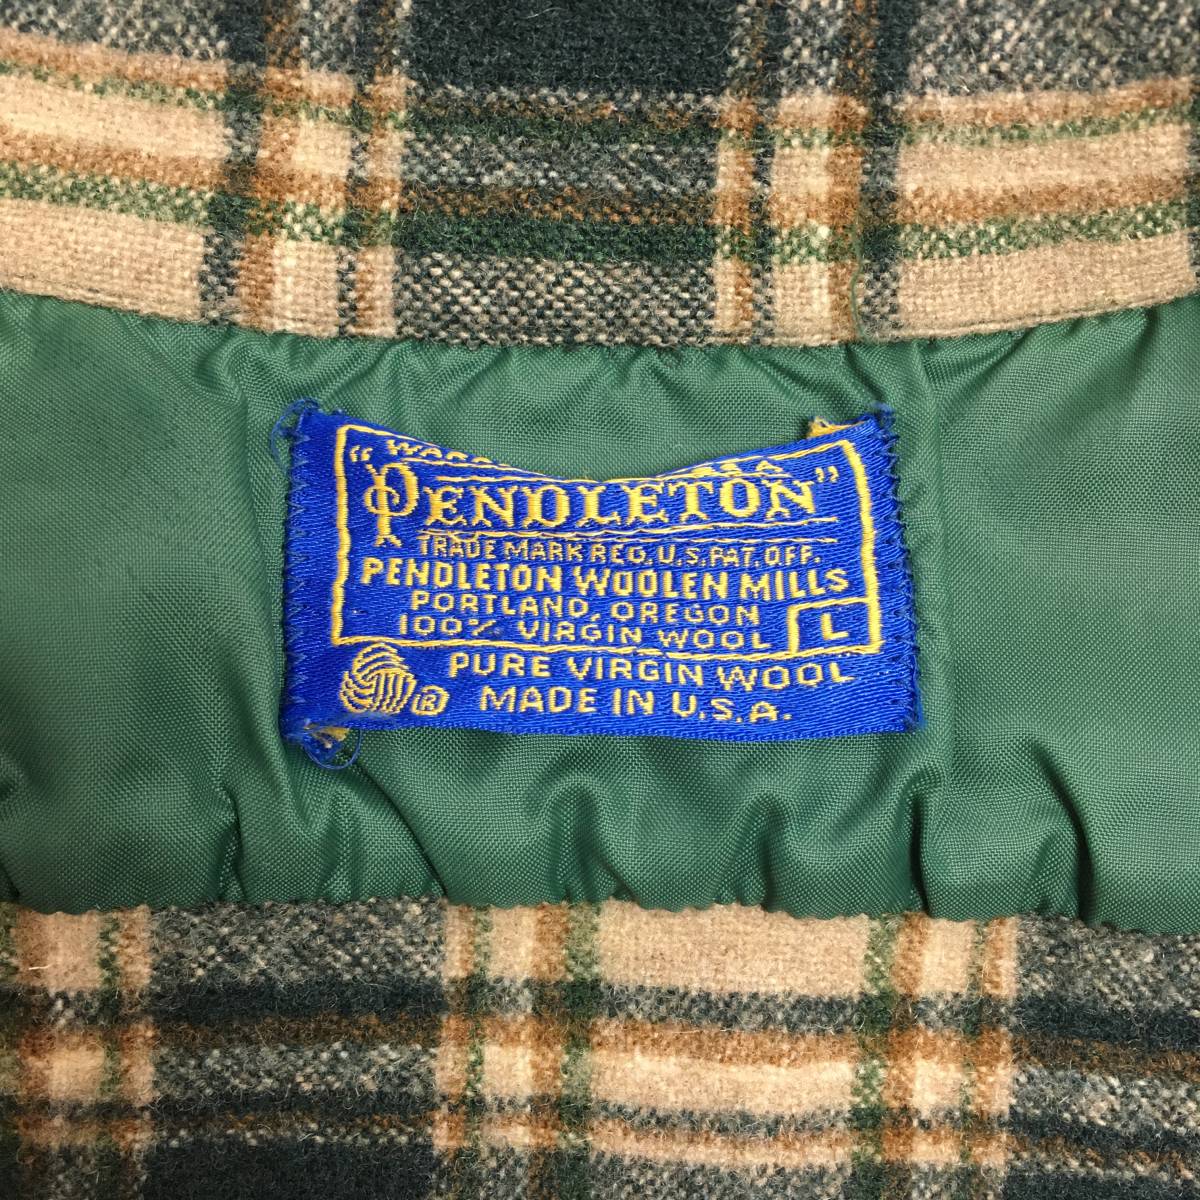 "PENDLETON"
TRADE MARK REG. U.S. PAT. OFF.
PENDLETON WOOLEN MILLS
PORTLAND, OREGON
100% VIRGIN WOOL L
PURE VIRGIN WOOL
® MADE IN U.S.A.